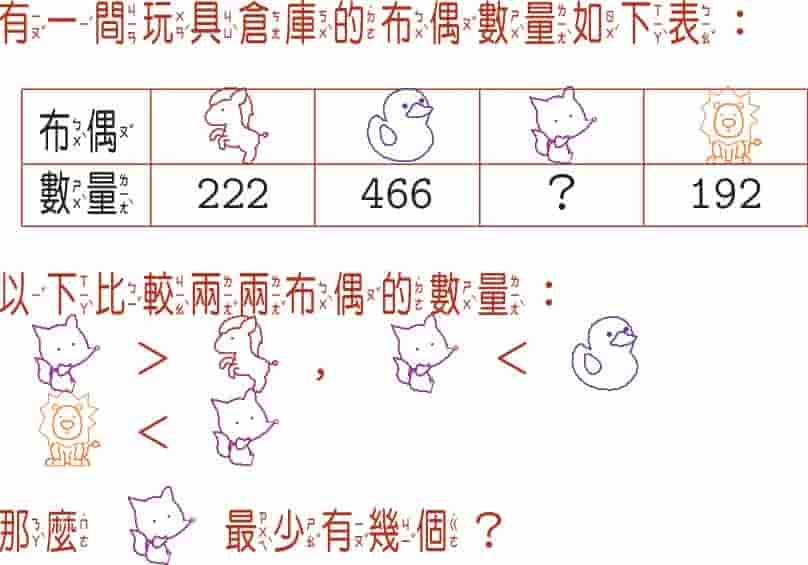 有一間玩具倉庫的布偶數量如下表：
布偶
數量 222 466 ? 192
以下比較兩兩布偶的數量：
> , <
<
那麼 最少有幾個？